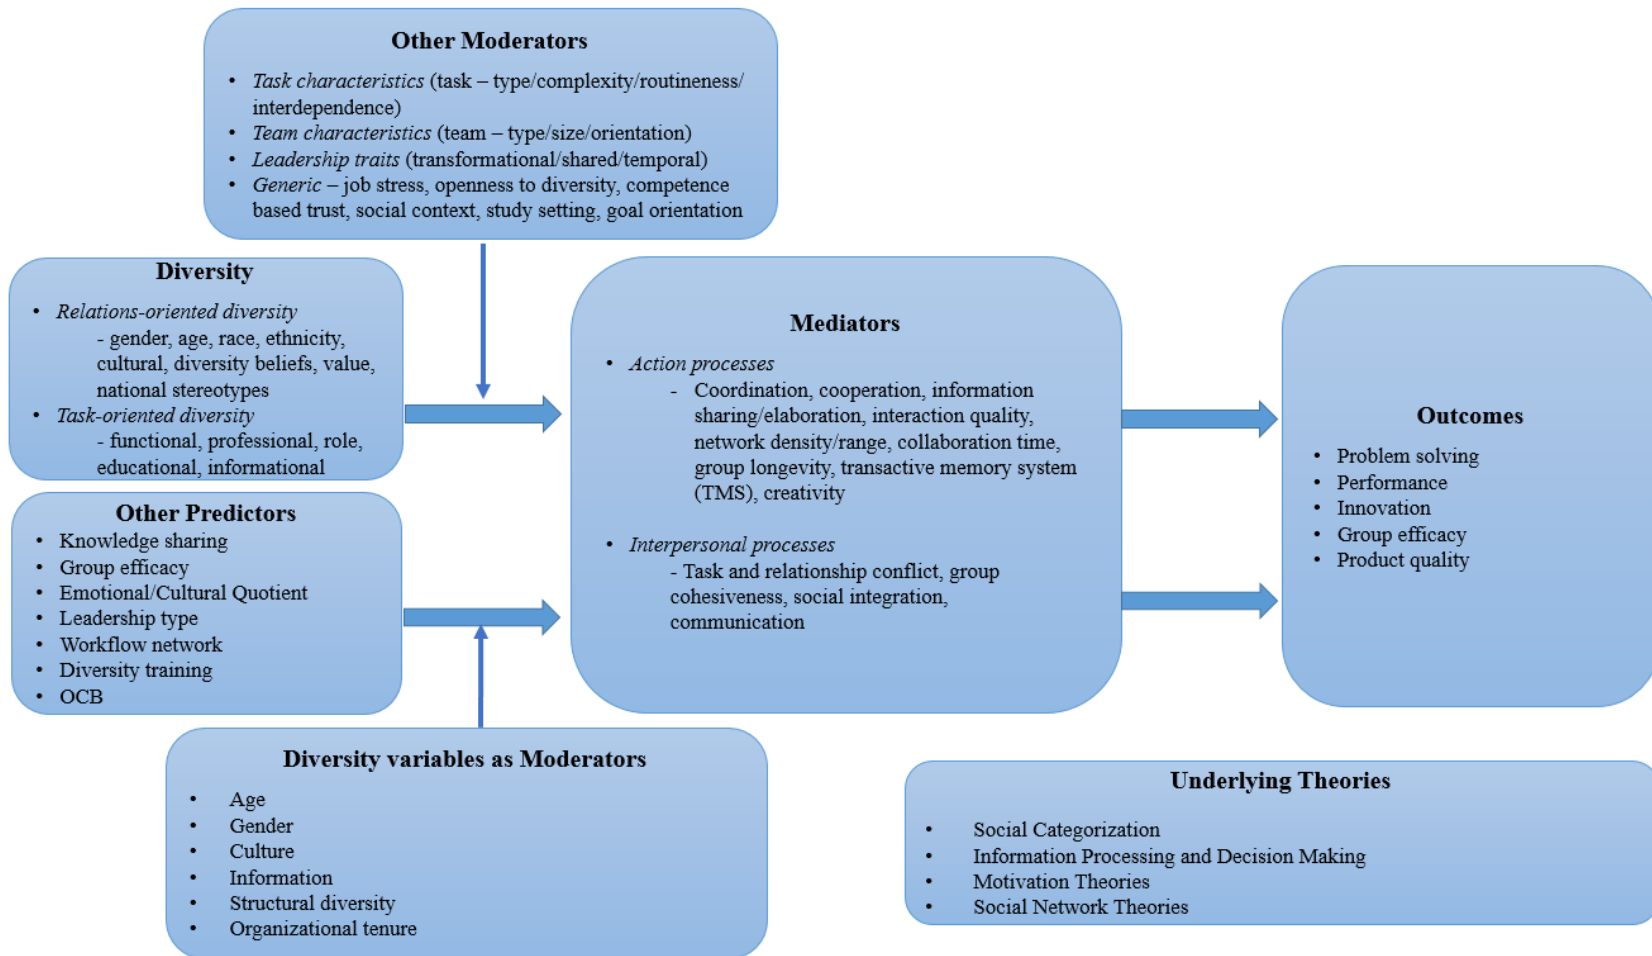 Other Moderators
• Task characteristics (task – type/complexity/routineness/
interdependence)
• Team characteristics (team – type/size/orientation)
• Leadership traits (transformational/shared/temporal)
• Generic – job stress, openness to diversity, competence
based trust, social context, study setting, goal orientation
Diversity
• Relations-oriented diversity
- gender, age, race, ethnicity,
cultural, diversity beliefs, value,
national stereotypes
• Task-oriented diversity
- functional, professional, role,
educational, informational
Other Predictors
• Knowledge sharing
• Group efficacy
• Emotional/Cultural Quotient
• Leadership type
• Workflow network
• Diversity training
• OCB
Mediators
• Action processes
- Coordination, cooperation, information
sharing/elaboration, interaction quality,
network density/range, collaboration time,
group longevity, transactive memory system
(TMS), creativity
• Interpersonal processes
- Task and relationship conflict, group
cohesiveness, social integration,
communication
Outcomes
• Problem solving
• Performance
• Innovation
• Group efficacy
• Product quality
Diversity variables as Moderators
• Age
• Gender
• Culture
• Information
• Structural diversity
• Organizational tenure
Underlying Theories
• Social Categorization
• Information Processing and Decision Making
• Motivation Theories
• Social Network Theories